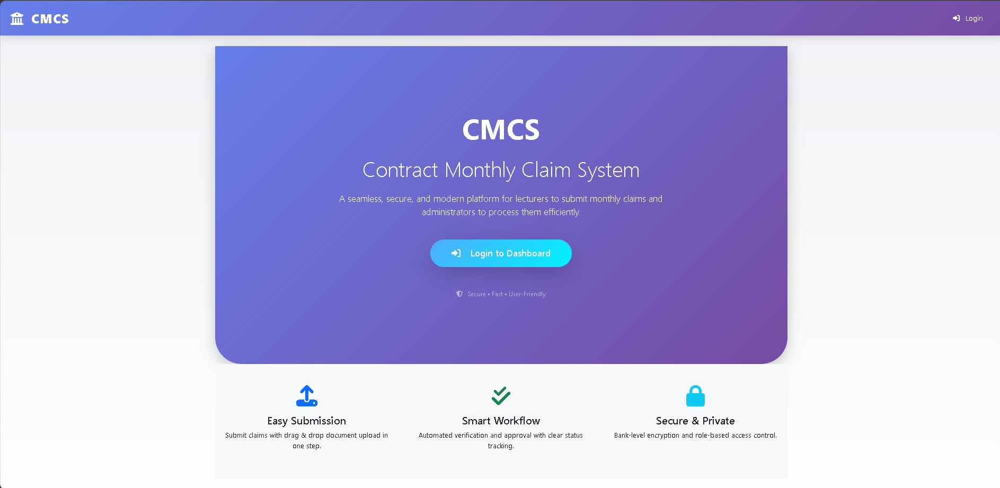 CMCS
Login
CMCS
Contract Monthly Claim System
A seamless, secure, and modern platform for lecturers to submit monthly claims and
administrators to process them efficiently.
Login to Dashboard
Secure • Fast • User-Friendly
Easy Submission
Submit claims with drag & drop document upload in
one step.
Smart Workflow
Automated verification and approval with clear status
tracking.
Secure & Private
Bank-level encryption and role-based access control.